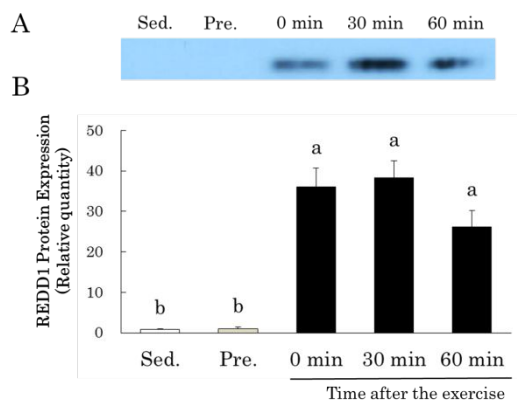 A
Sed. Pre. 0 min 30 min 60 min
B
REDD1 Protein Expression
(Relative quantity)
50
40
30
20
10
0
b b a a a
Sed. Pre. 0 min 30 min 60 min
Time after the exercise